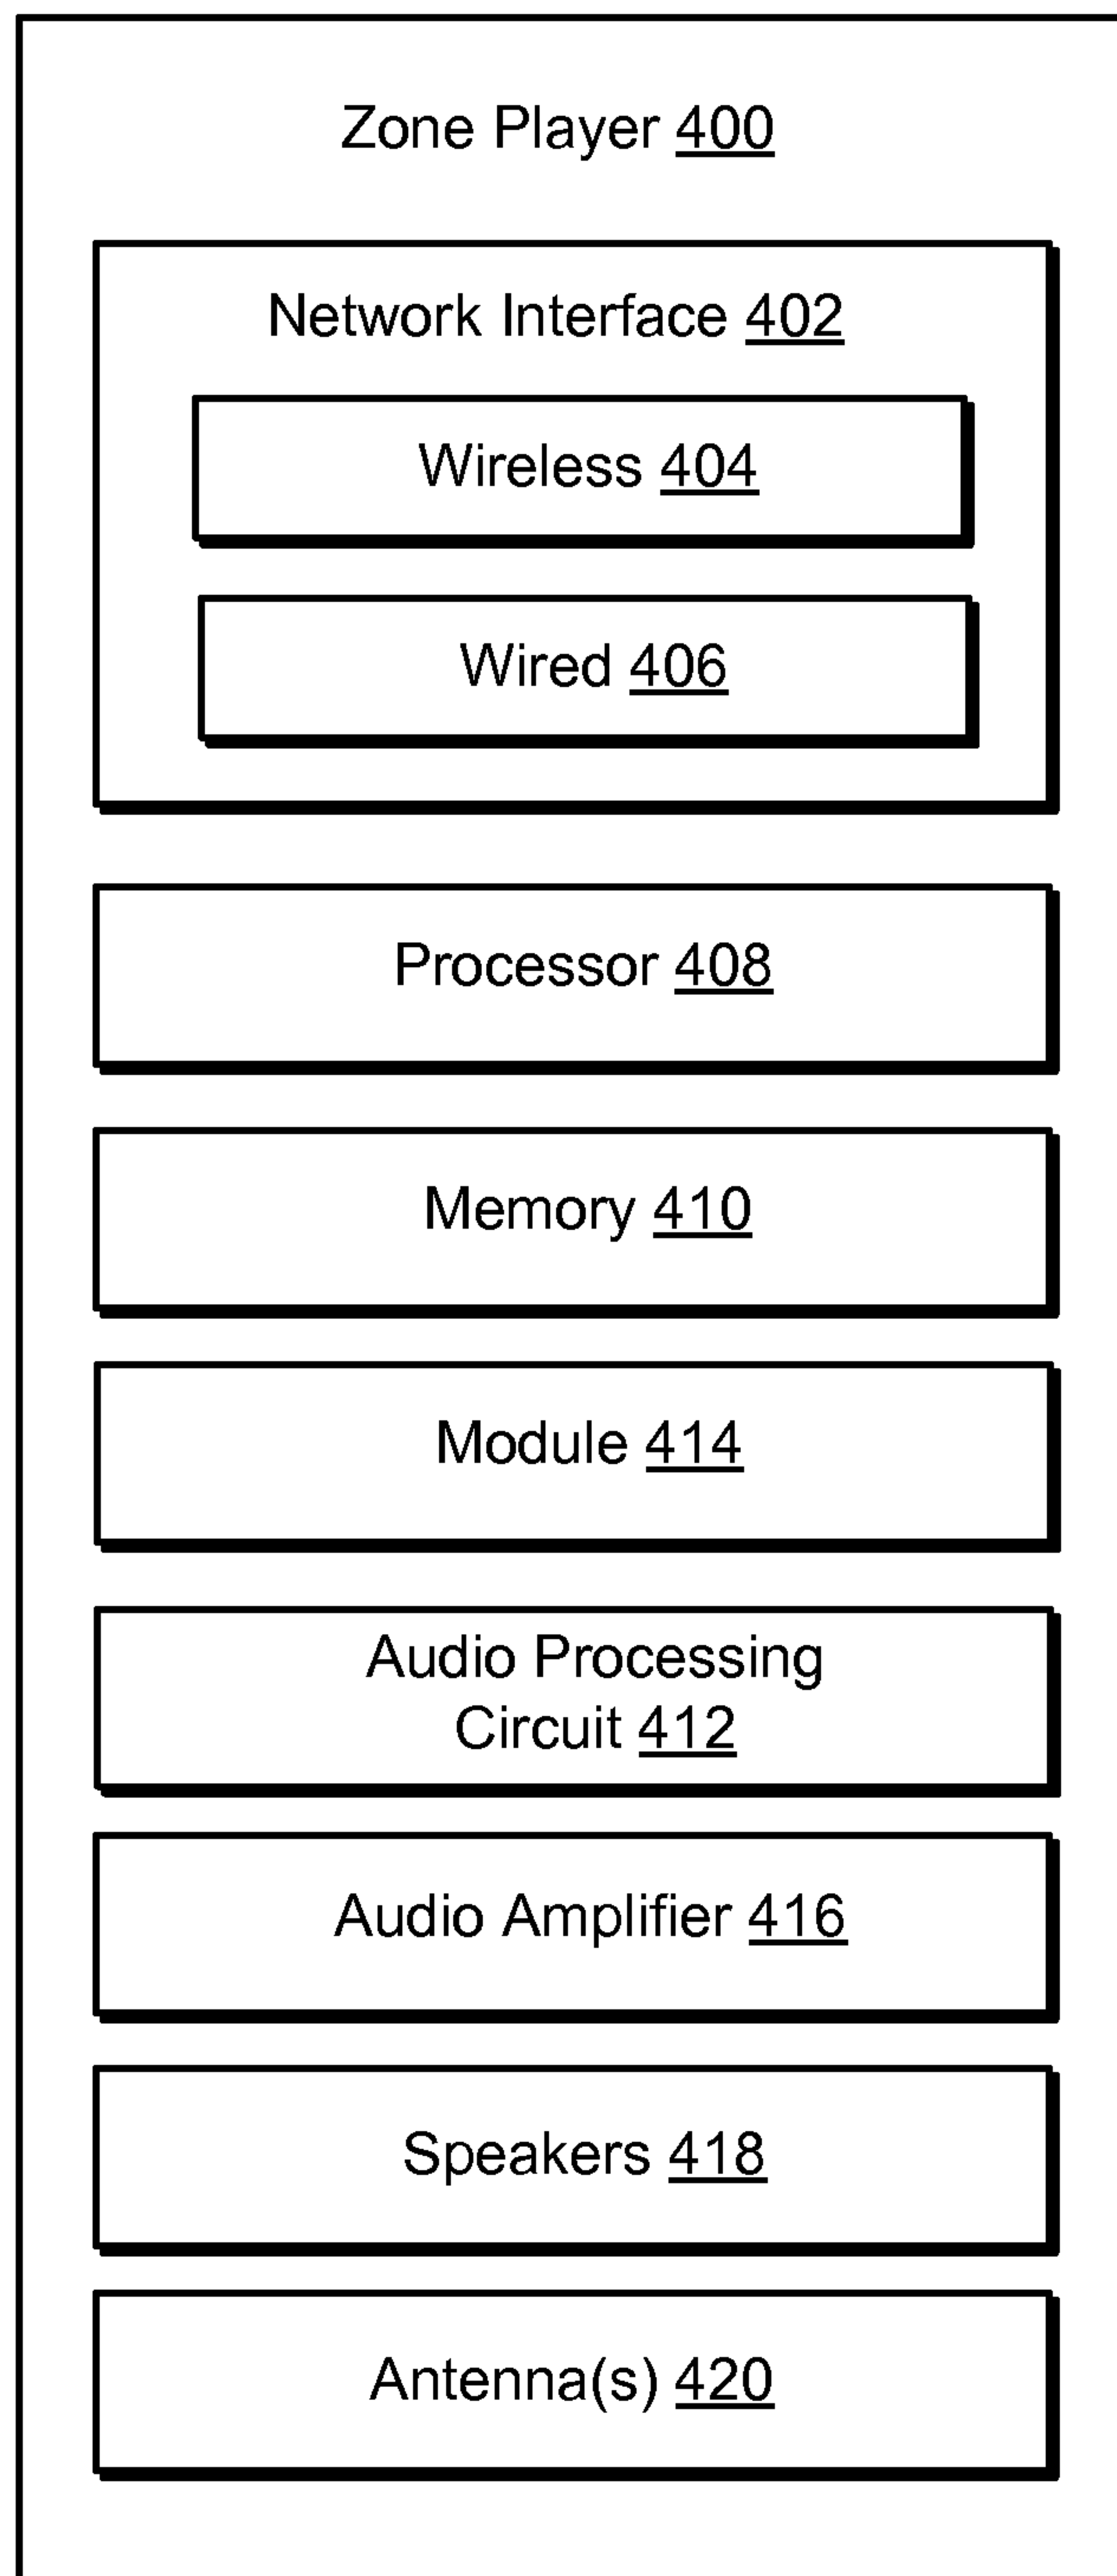 Zone Player 400
Network Interface 402
Wireless 404
Wired 406
Processor 408
Memory 410
Module 414
Audio Processing
Circuit 412
Audio Amplifier 416
Speakers 418
Antenna(s) 420